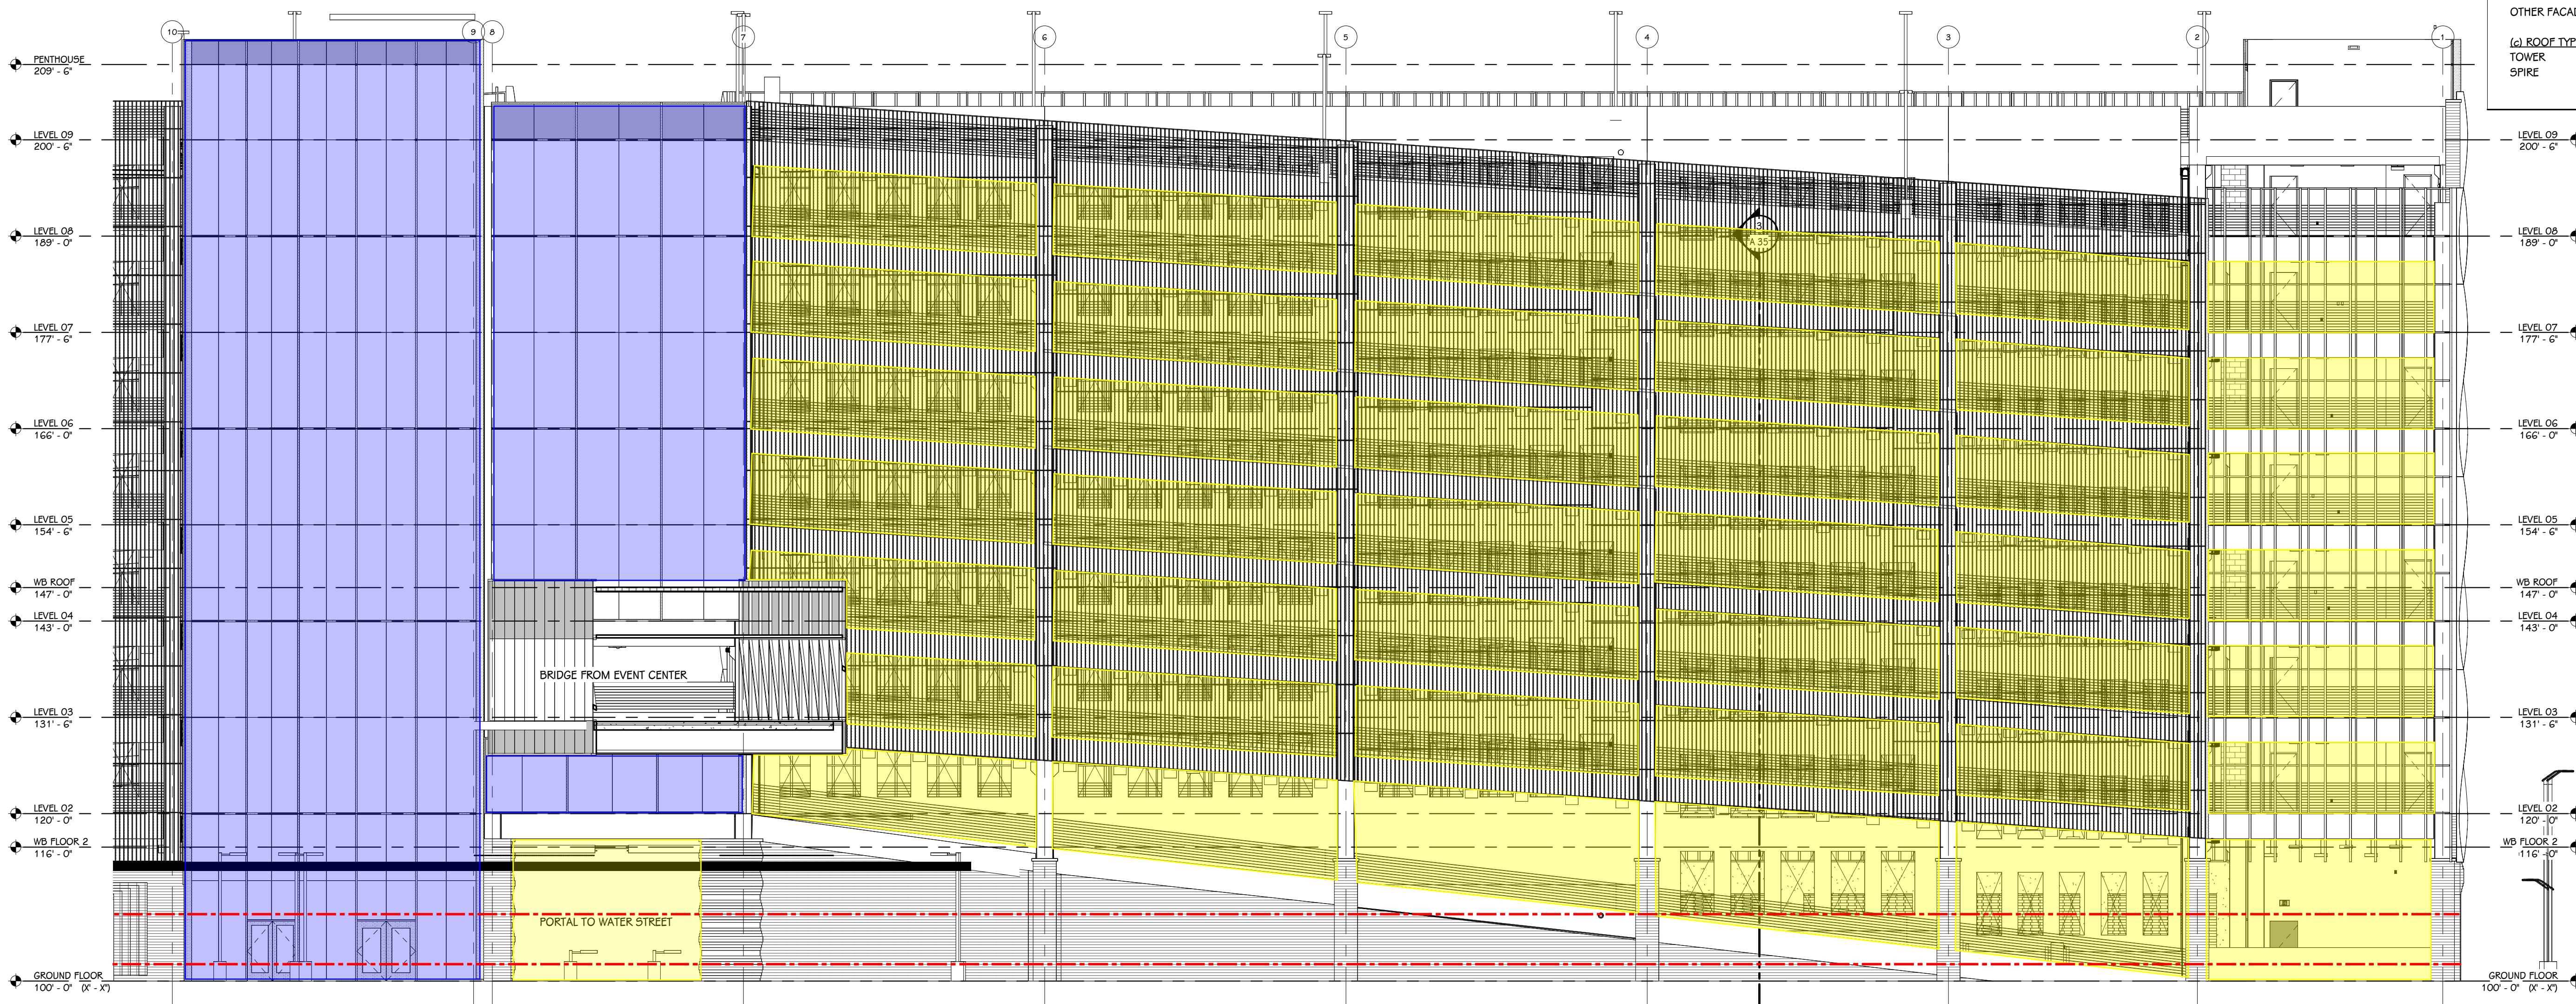 OTHER FACA
(c) ROOF TYP
TOWER
SPIRE
10
9
8
7
6
5
4
3
2
1
PENTHOUSE
209' - 6"
LEVEL 09
200' - 6"
LEVEL 08
189' - 0"
LEVEL 07
177' - 6"
LEVEL 06
166' - 0"
LEVEL 05
154' - 6"
WB ROOF
147' - 0"
LEVEL 04
143' - 0"
LEVEL 03
131' - 6"
LEVEL 02
120' - 0"
WB FLOOR 2
116' - 0"
GROUND FLOOR
100' - 0" (X' - X")
3
A.35
BRIDGE FROM EVENT CENTER
PORTAL TO WATER STREET
LEVEL 09
200' - 6"
LEVEL 08
189' - 0"
LEVEL 07
177' - 6"
LEVEL 06
166' - 0"
LEVEL 05
154' - 6"
WB ROOF
147' - 0"
LEVEL 04
143' - 0"
LEVEL 03
131' - 6"
LEVEL 02
120' - 0"
WB FLOOR 2
116' - 0"
GROUND FLOOR
100' - 0" (X' - X")